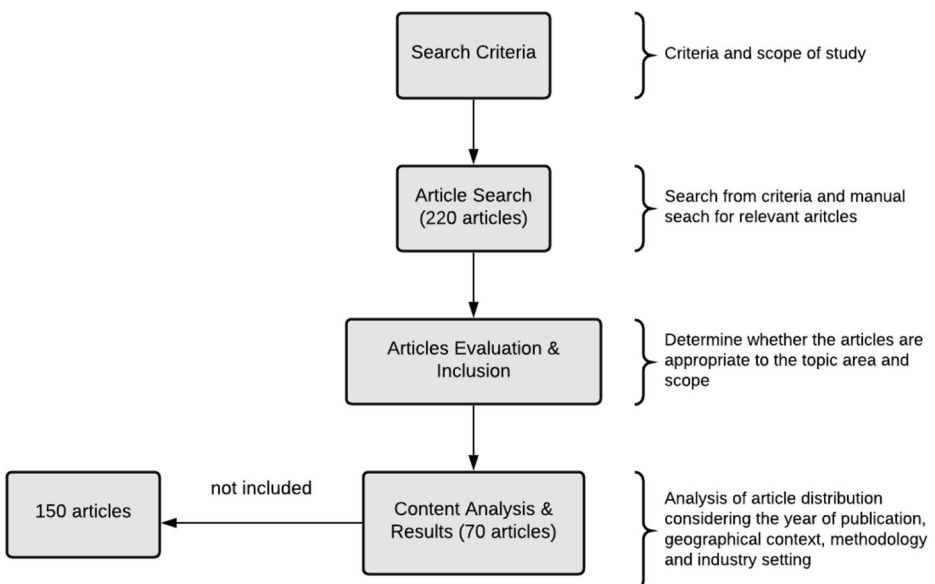 Search Criteria
Criteria and scope of study
Article Search
(220 articles)
Search from criteria and manual
seach for relevant aritcles
Articles Evaluation &
Inclusion
Determine whether the articles are
appropriate to the topic area and
scope
150 articles
not included
Content Analysis &
Results (70 articles)
Analysis of article distribution
considering the year of publication,
geographical context, methodology
and industry setting